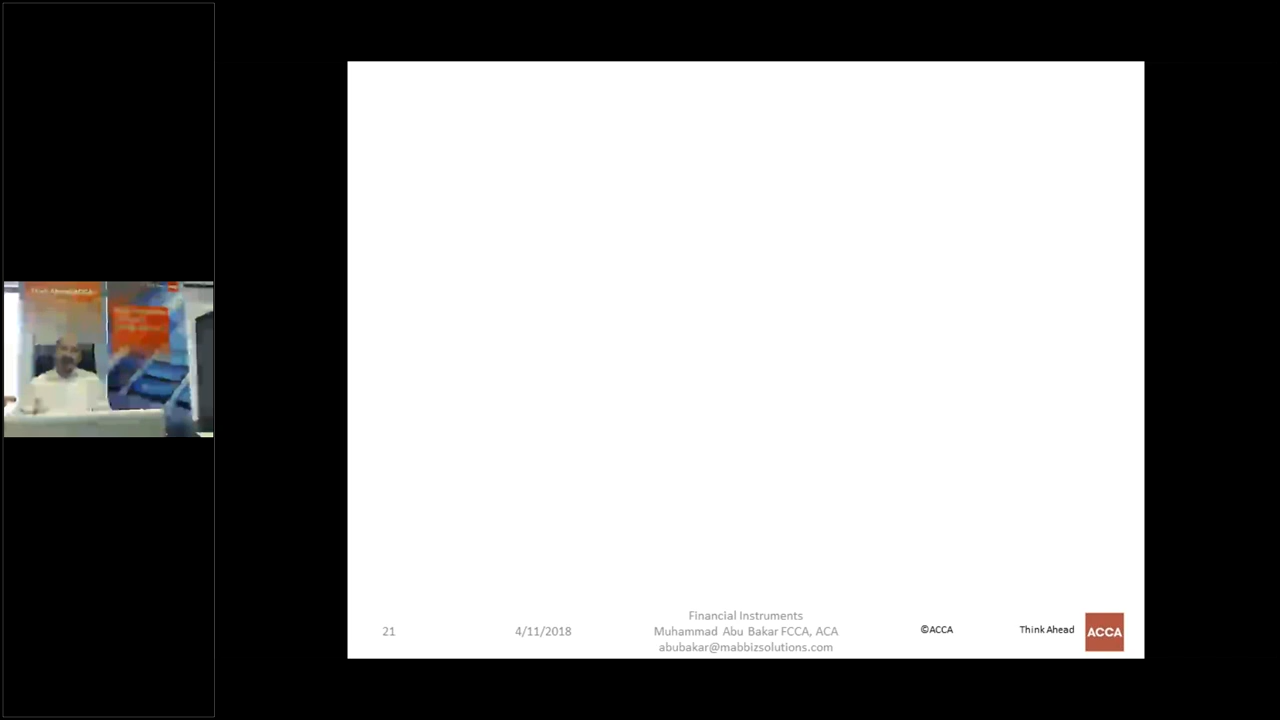 21
4/11/2018
Financial Instruments
Muhammad Abu Bakar FCCA, ACA
abubakar@mabbizsolutions.com
©ACCA
Think Ahead
ACCA